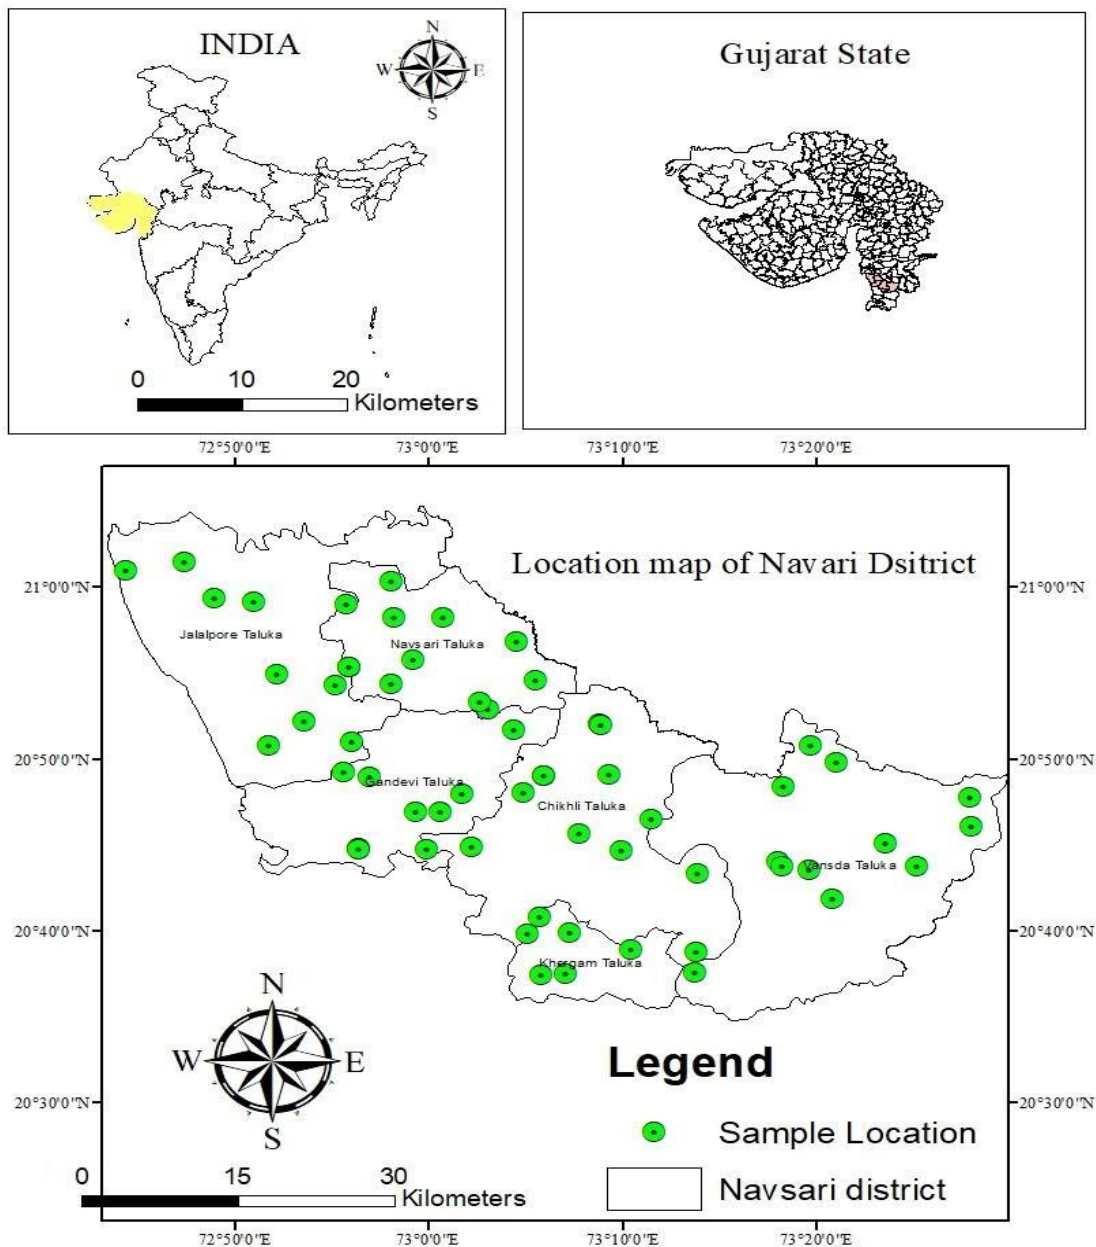 INDIA
N
W E
S
0 10 20
Kilometers
Gujarat State
72°50'0"E 73°0'0"E 73°10'0"E 73°20'0"E
Location map of Navari Dsitrict
21°0'0"N 21°0'0"N
Jalalpore Taluka
Navsari Taluka
20°50'0"N 20°50'0"N
Gandevi Taluka
Chikhli Taluka
Vansda Taluka
20°40'0"N 20°40'0"N
Khergam Taluka
N
W E
S
Legend
20°30'0"N 20°30'0"N
Sample Location
0 15 30
Kilometers
Navsari district
72°50'0"E 73°0'0"E 73°10'0"E 73°20'0"E